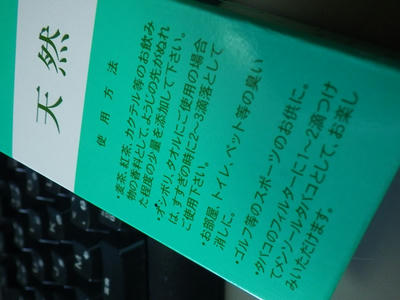 天然
使用方法
・麦茶、紅茶、カクテル等のお飲み
物の香料として、ようじの先がぬれ
た程度の少量を添加して下さい。
・オシボリ、タオルにご使用の場合
は、すすぎの時に2〜3滴落として
ご使用下さい。
・お部屋、トイレ、ペット等の臭い
消しに。
・ゴルフ等のスポーツのお供に。
・タバコのフィルターに1〜2滴つけ
てメンソールタバコとして、お楽し
みいただけます。